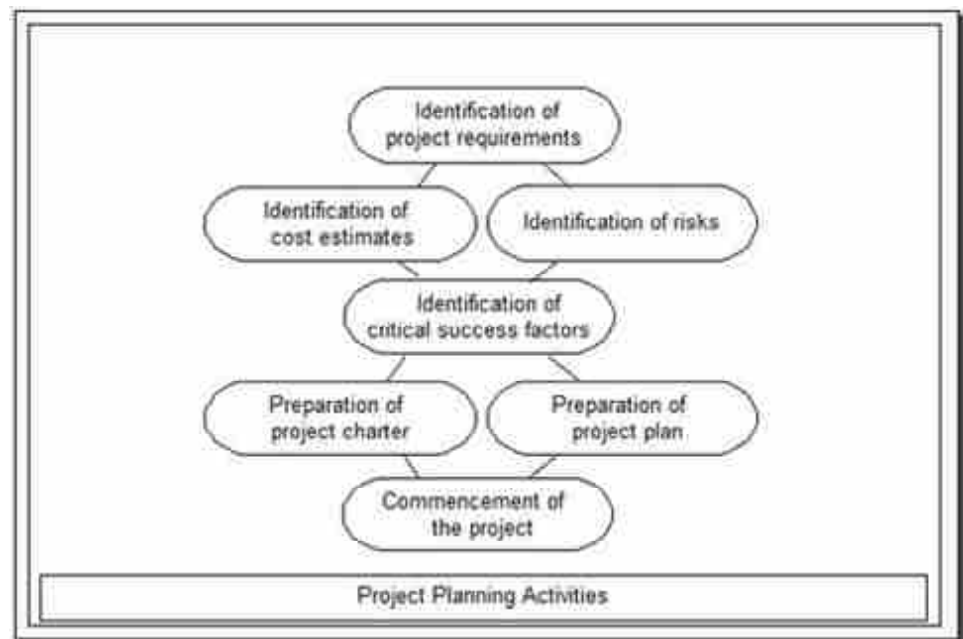 Identification of
project requirements
Identification of
cost estimates
Identification of risks
Identification of
critical success factors
Preparation of
project charter
Preparation of
project plan
Commencement of
the project
Project Planning Activities